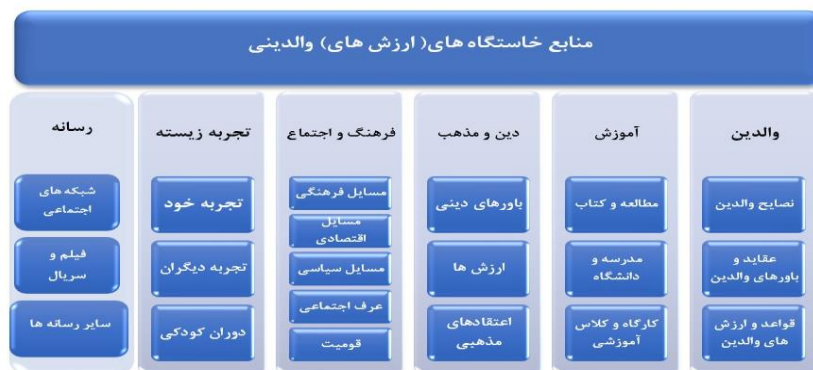 منابع خاستگاه های( ارزش های) والدینی
والدین
نصایح والدین
عقاید و
باورهای والدین
قواعد و ارزش
های والدین
آموزش
مطالعه و کتاب
مدرسه و
دانشگاه
کارگاه و کلاس
آموزشی
دین و مذهب
باورهای دینی
ارزش ها
اعتقادهای
مذهبی
فرهنگ و اجتماع
مسایل فرهنگی
مسایل
اقتصادی
مسایل سیاسی
عرف اجتماعی
قومیت
تجربه زیسته
تجربه خود
تجربه دیگران
دوران کودکی
رسانه
شبکه های
اجتماعی
فیلم و
سریال
سایر رسانه ها